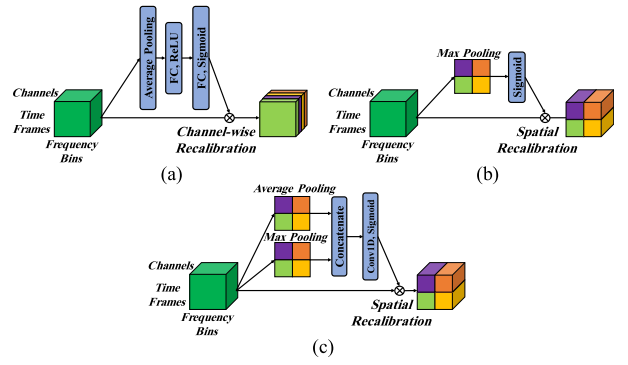 Channels
Time
Frames
Frequency
Bins
Average Pooling
FC, ReLU
FC, Sigmoid
Channel-wise
Recalibration
(a)
Channels
Time
Frames
Frequency
Bins
Max Pooling
Sigmoid
Spatial
Recalibration
(b)
Channels
Time
Frames
Frequency
Bins
Average Pooling
Max Pooling
Concatenate
Conv1D, Sigmoid
Spatial
Recalibration
(c)